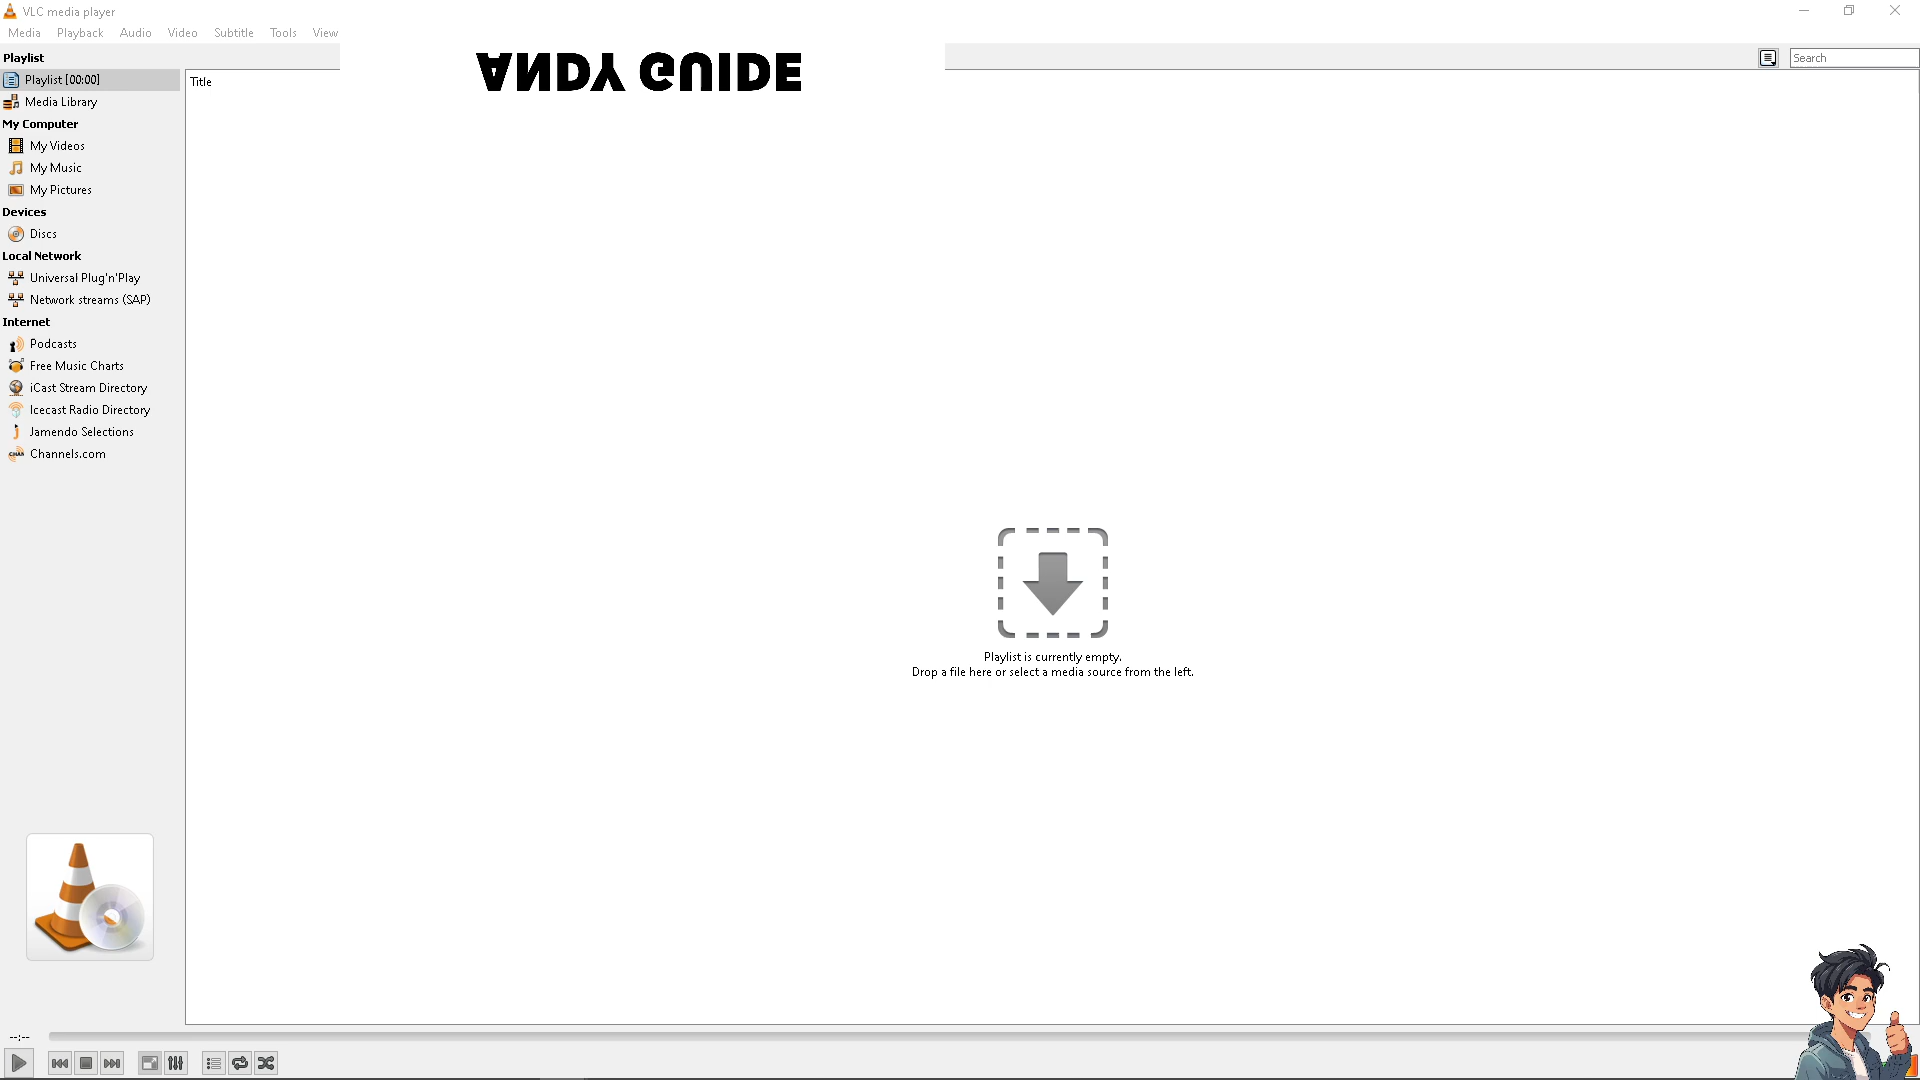 VLC media player
Media Playback Audio Video Subtitle Tools View
ANDY GUIDE
Playlist
Search
Playlist [00:00]
Title
Media Library
My Computer
My Videos
My Music
My Pictures
Devices
Discs
Local Network
Universal Plug'n'Play
Network streams (SAP)
Internet
Podcasts
Free Music Charts
iCast Stream Directory
Icecast Radio Directory
Jamendo Selections
Channels.com
Playlist is currently empty.
Drop a file here or select a media source from the left.
--:--